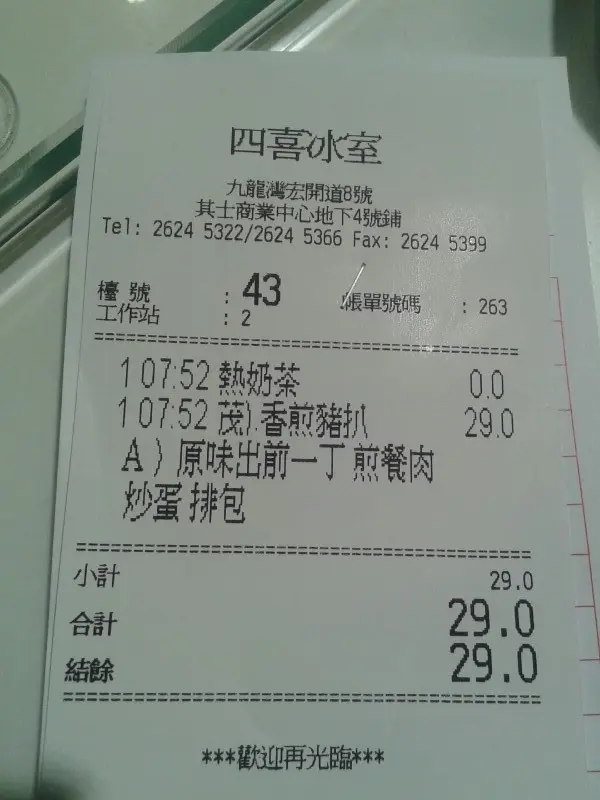 四喜冰室
九龍灣宏開道8號
其士商業中心地下4號鋪
Tel: 2624 5322/2624 5366 Fax: 2624 5399
檯號 : 43 帳單號碼 : 263
工作站 : 2
1 07:52 熱奶茶 0.0
1 07:52 茂).香煎豬扒 29.0
A ) 原味出前一丁 煎餐肉
炒蛋 排包
小計 29.0
合計 29.0
結餘 29.0
***歡迎再光臨***